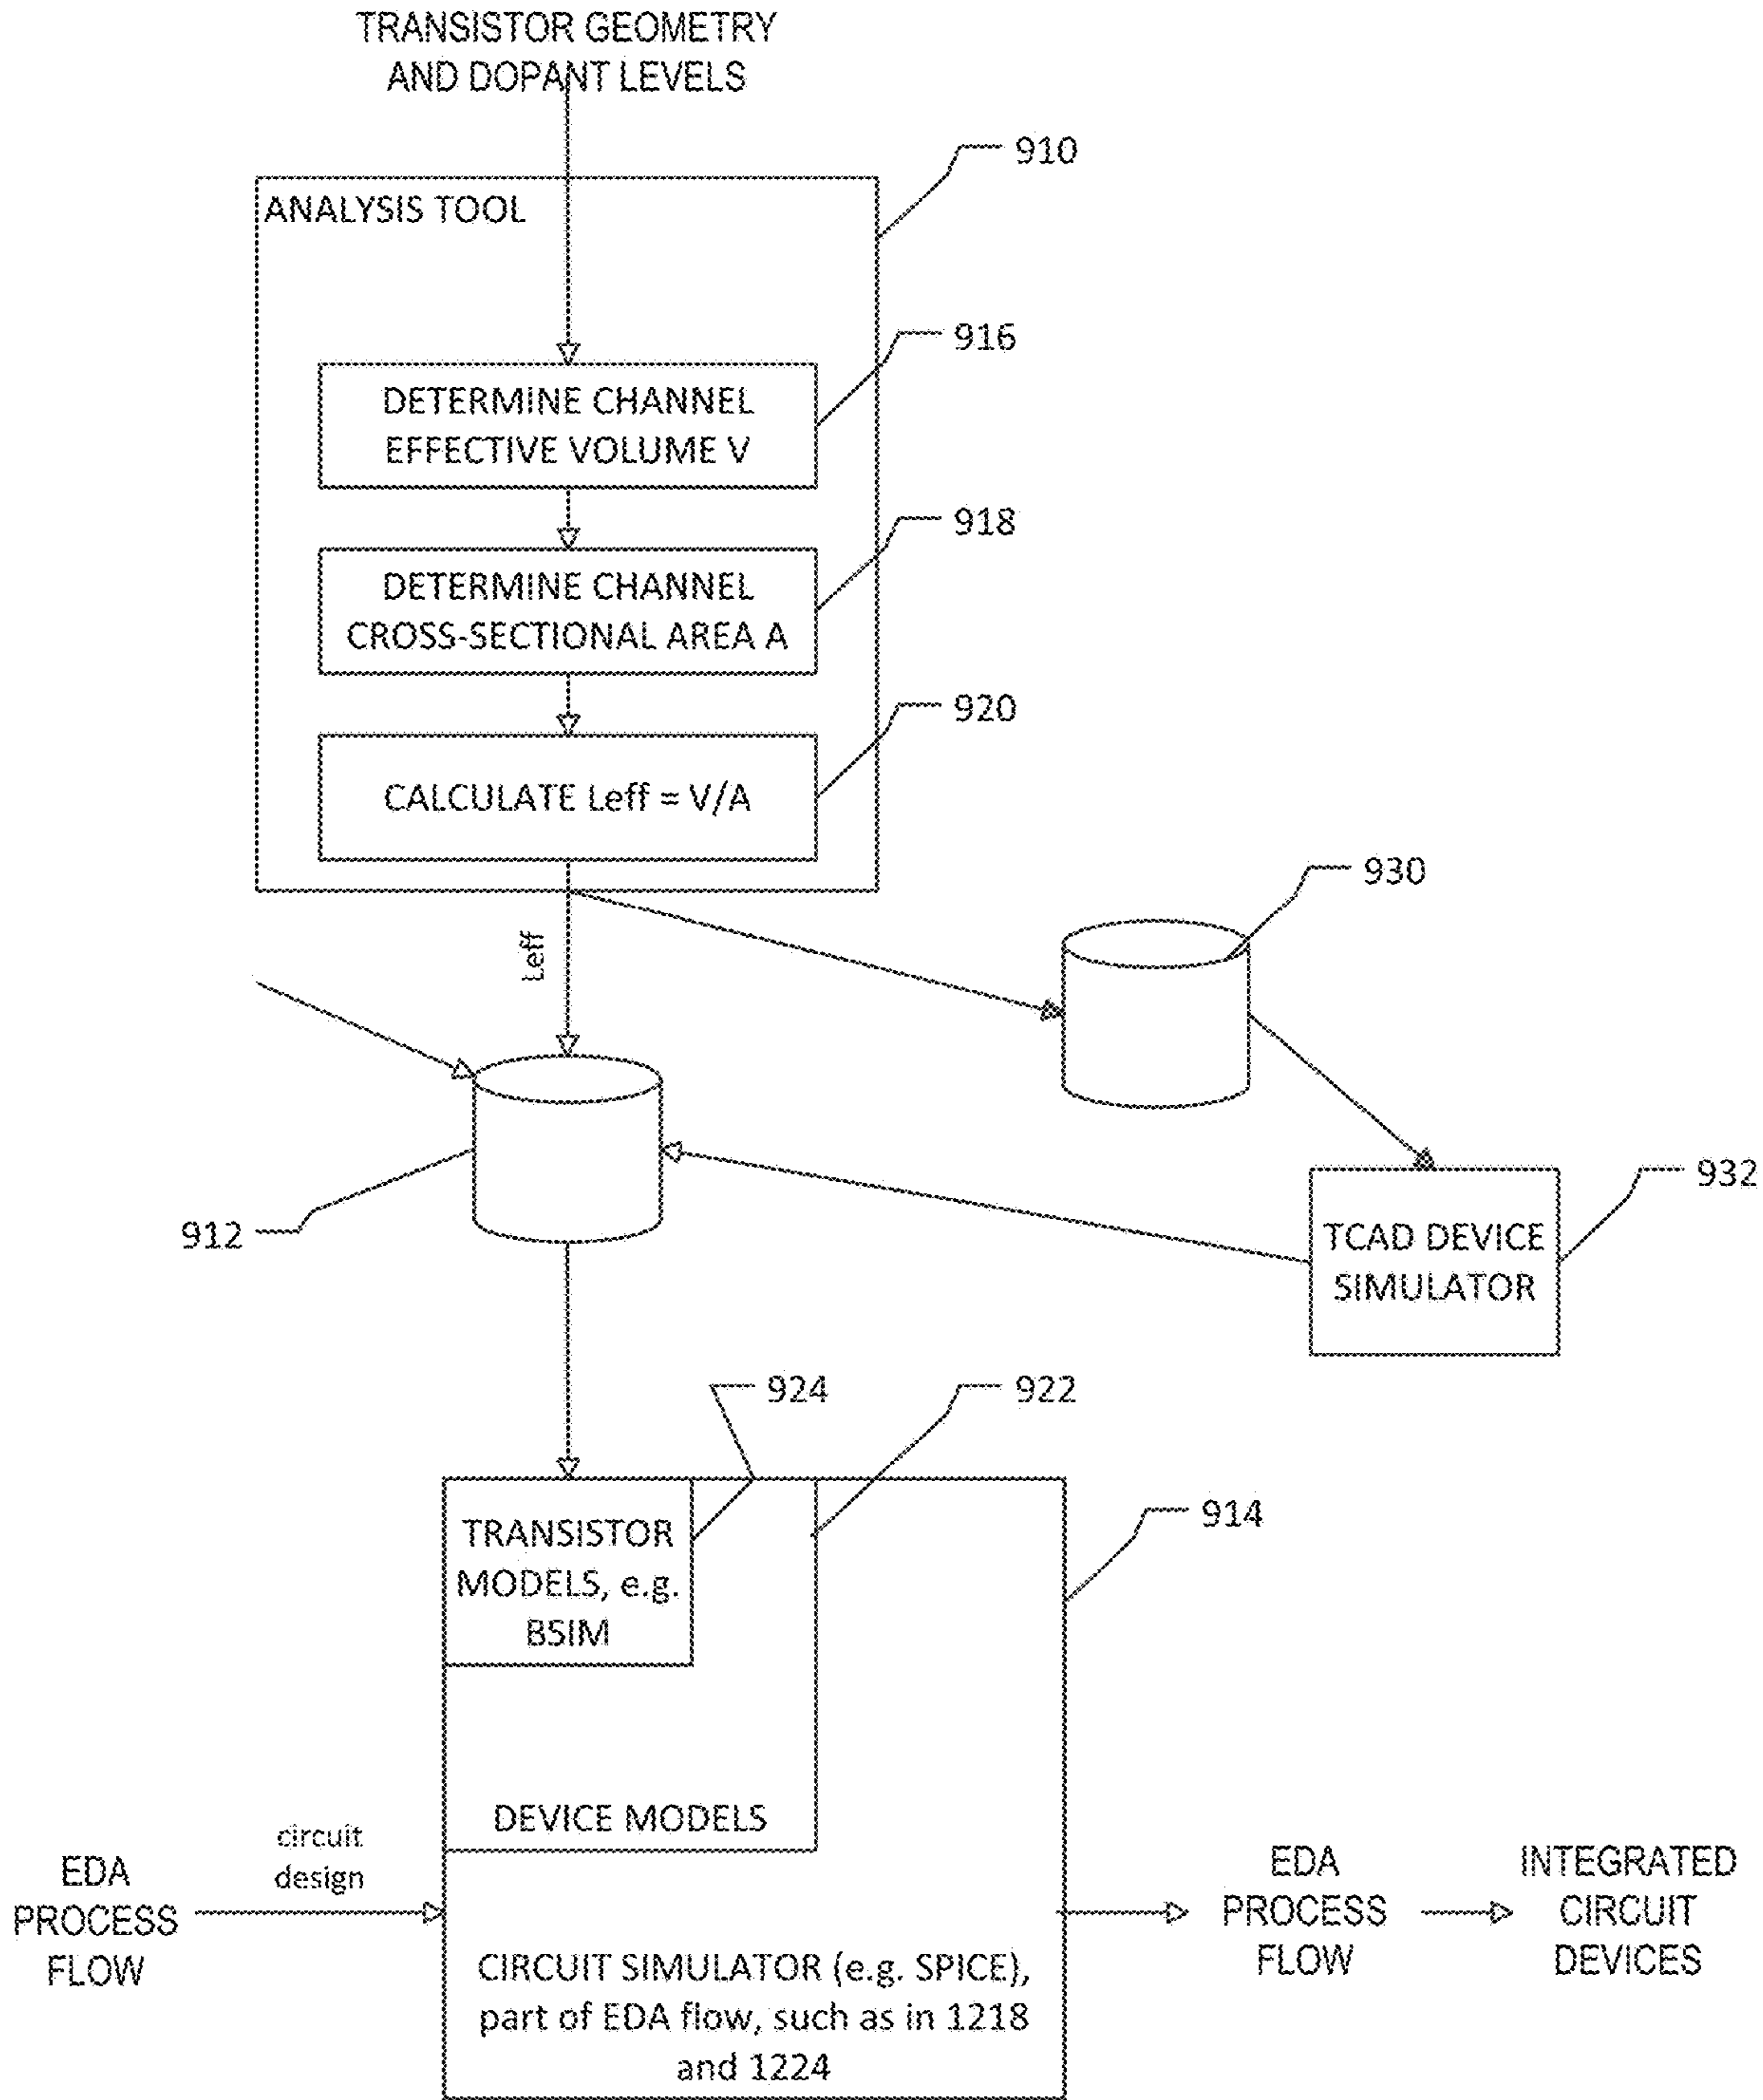 TRANSISTOR GEOMETRY
AND DOPANT LEVELS
910
ANALYSIS TOOL
916
DETERMINE CHANNEL
EFFECTIVE VOLUME V
918
DETERMINE CHANNEL
CROSS-SECTIONAL AREA A
920
CALCULATE Leff = V/A
930
Leff
932
912
TCAD DEVICE
SIMULATOR
924
922
914
TRANSISTOR
MODELS, e.g.
BSIM
DEVICE MODELS
circuit
design
EDA
PROCESS
FLOW
EDA
PROCESS
FLOW
INTEGRATED
CIRCUIT
DEVICES
CIRCUIT SIMULATOR (e.g. SPICE),
part of EDA flow, such as in 1218
and 1224